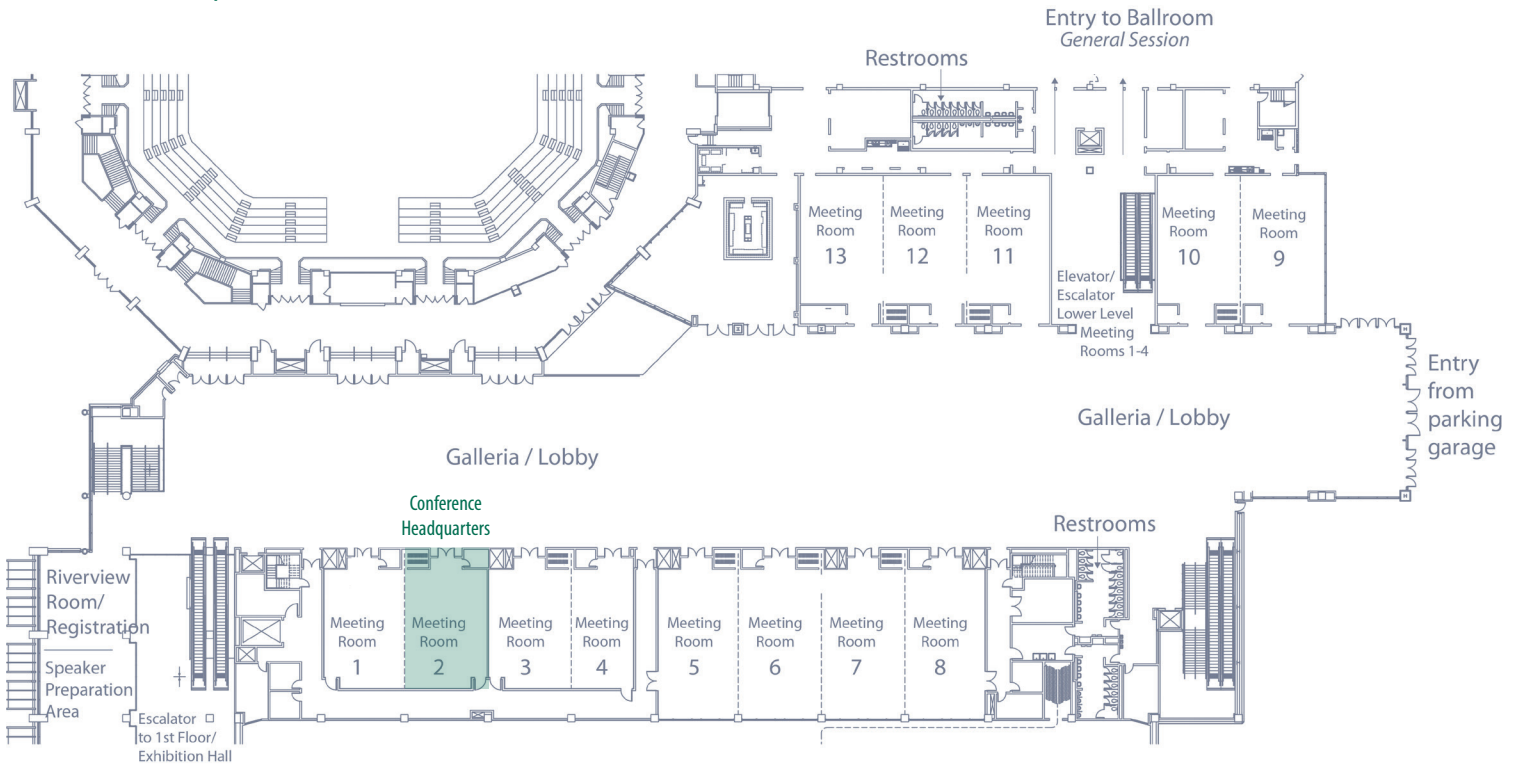 Entry to Ballroom
General Session
Restrooms
Meeting
Room
13
Meeting
Room
12
Meeting
Room
11
Meeting
Room
10
Meeting
Room
9
Elevator/
Escalator
Lower Level
Meeting
Rooms 1-4
Entry
from
parking
garage
Galleria / Lobby
Galleria / Lobby
Conference
Headquarters
Restrooms
Riverview
Room/
Registration
Speaker
Preparation
Area
Escalator
to 1st Floor/
Exhibition Hall
Meeting
Room
1
Meeting
Room
2
Meeting
Room
3
Meeting
Room
4
Meeting
Room
5
Meeting
Room
6
Meeting
Room
7
Meeting
Room
8